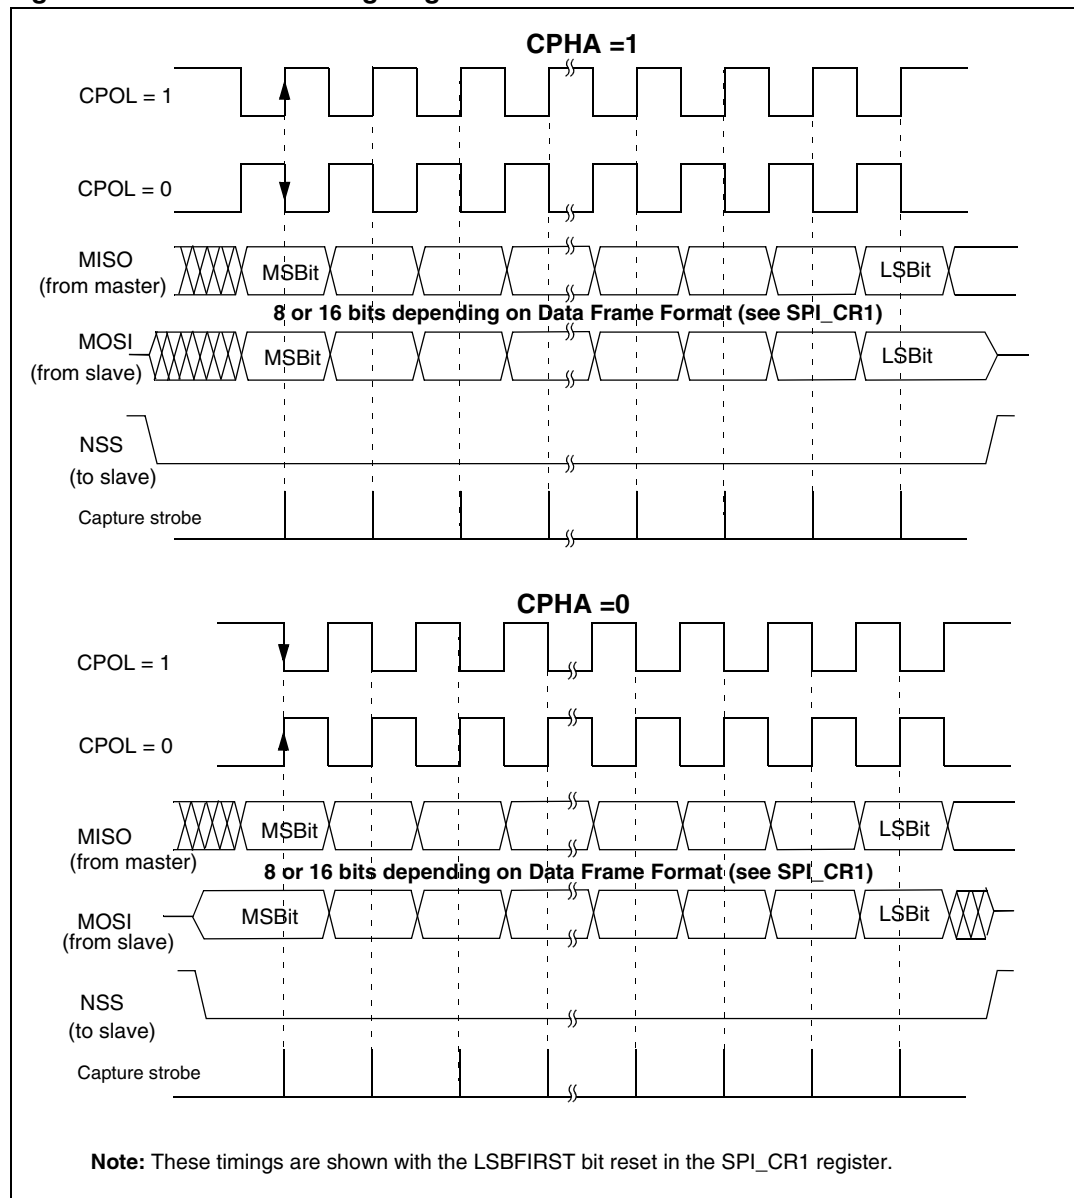 CPHA =1
CPOL = 1
CPOL = 0
MISO
(from master)
MSBit
LSBit
8 or 16 bits depending on Data Frame Format (see SPI_CR1)
MOSI
(from slave)
MSBit
LSBit
NSS
(to slave)
Capture strobe
CPHA =0
CPOL = 1
CPOL = 0
MISO
(from master)
MSBit
LSBit
8 or 16 bits depending on Data Frame Format (see SPI_CR1)
MOSI
(from slave)
MSBit
LSBit
NSS
(to slave)
Capture strobe
Note: These timings are shown with the LSBFIRST bit reset in the SPI_CR1 register.